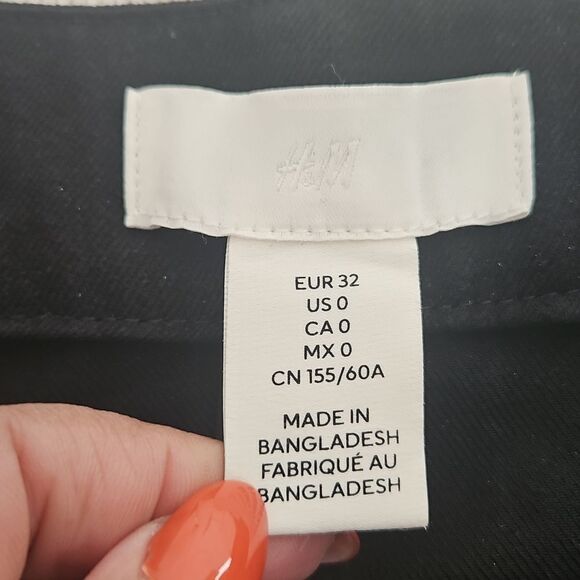 H&M
EUR 32
US 0
CA 0
MX 0
CN 155/60A
MADE IN
BANGLADESH
FABRIQUÉ AU
BANGLADESH